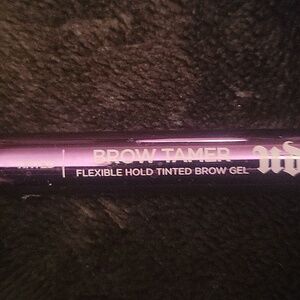 BROW TAMER
FLEXIBLE HOLD TINTED BROW GEL
UD